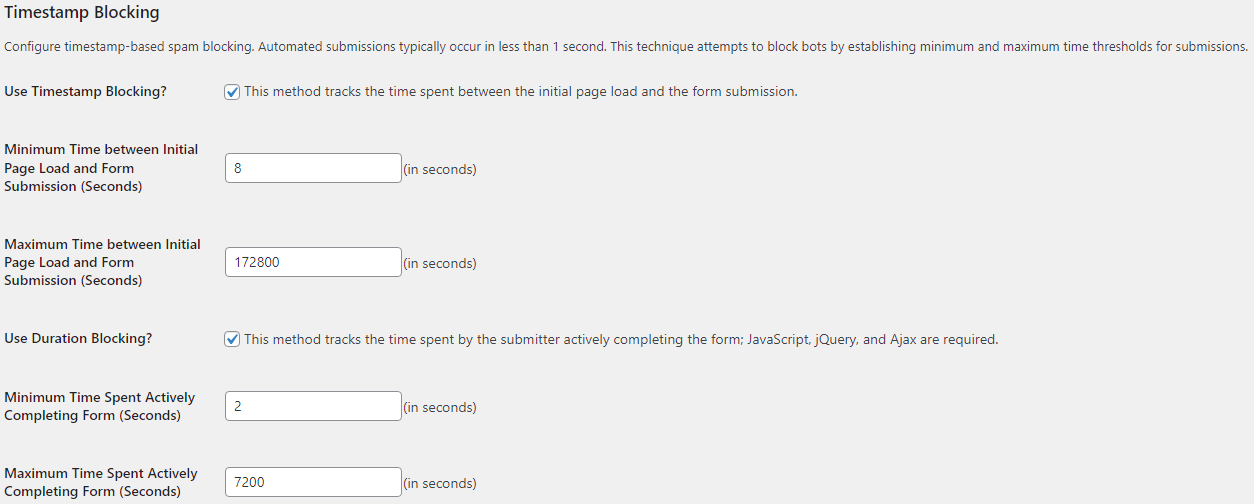 Timestamp Blocking
Configure timestamp-based spam blocking. Automated submissions typically occur in less than 1 second. This technique attempts to block bots by establishing minimum and maximum time thresholds for submissions.
Use Timestamp Blocking?
This method tracks the time spent between the initial page load and the form submission.
Minimum Time between Initial
Page Load and Form
Submission (Seconds)
8
(in seconds)
Maximum Time between Initial
Page Load and Form
Submission (Seconds)
172800
(in seconds)
Use Duration Blocking?
This method tracks the time spent by the submitter actively completing the form; JavaScript, jQuery, and Ajax are required.
Minimum Time Spent Actively
Completing Form (Seconds)
2
(in seconds)
Maximum Time Spent Actively
Completing Form (Seconds)
7200
(in seconds)